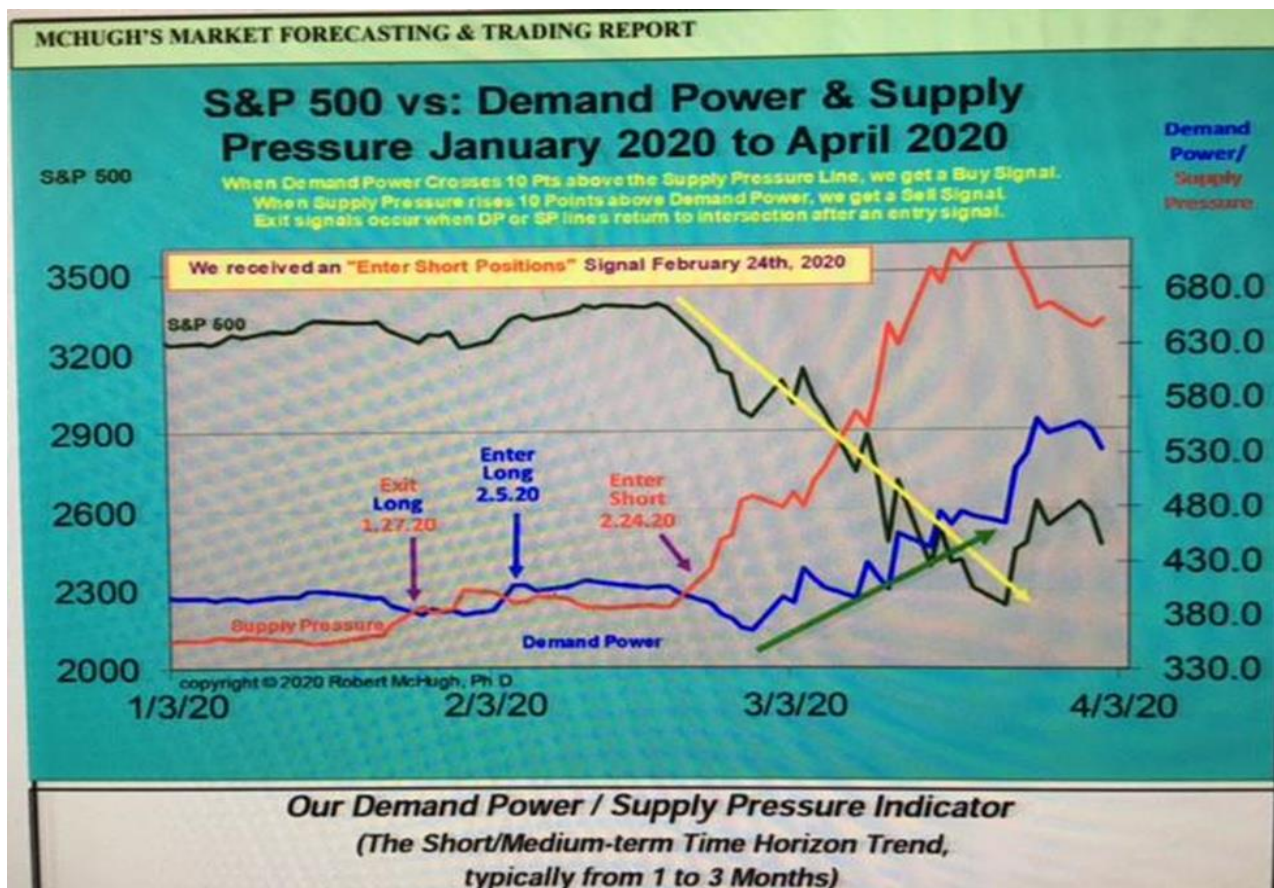 MCHUGH'S MARKET FORECASTING & TRADING REPORT
S&P 500 vs: Demand Power & Supply
Pressure January 2020 to April 2020
When Demand Power Crosses 10 Pts above the Supply Pressure Line, we get a Buy Signal.
When Supply Pressure rises 10 Points above Demand Power, we get a Sell Signal.
Exit signals occur when DP or SP lines return to intersection after an entry signal.
S&P 500
Demand
Power/
Supply
Pressure
We received an "Enter Short Positions" Signal February 24th, 2020
3500
3200
2900
2600
2300
2000
S&P 500
Exit
Long
1.27.20
Enter
Long
2.5.20
Enter
Short
2.24.20
Supply Pressure
Demand Power
680.0
630.0
580.0
530.0
480.0
430.0
380.0
330.0
copyright © 2020 Robert McHugh, Ph D
1/3/20
2/3/20
3/3/20
4/3/20
Our Demand Power / Supply Pressure Indicator
(The Short/Medium-term Time Horizon Trend,
typically from 1 to 3 Months)